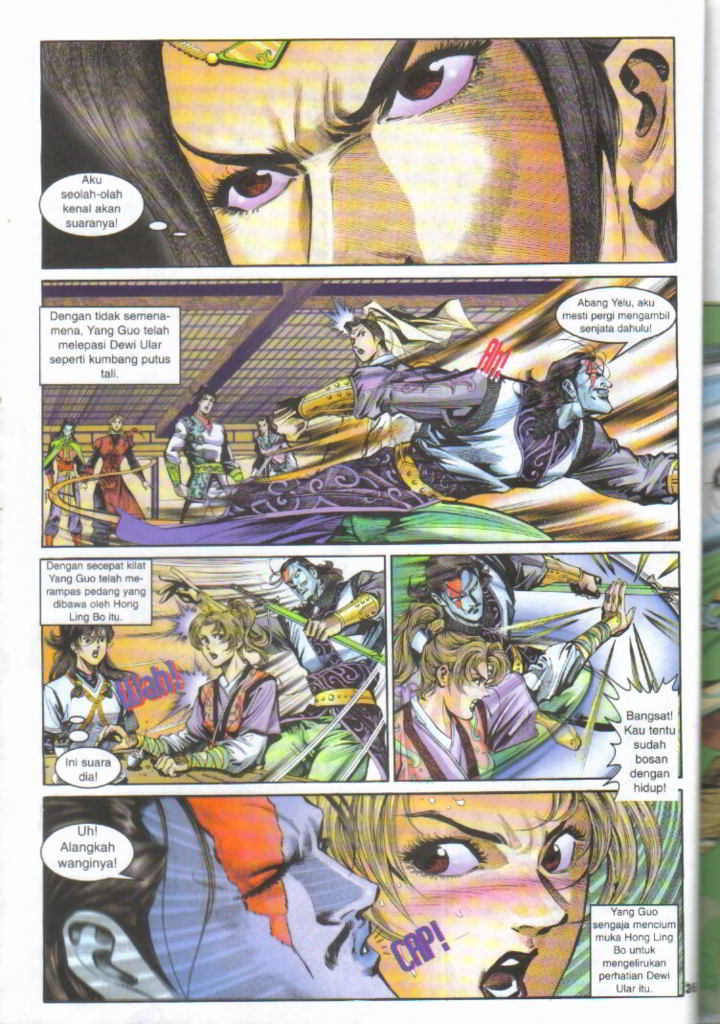 Aku
seolah-olah
kenal akan
suaranya!
Dengan tidak semena-
mena, Yang Guo telah
melepasi Dewi Ular
seperti kumbang putus
tali.
Abang Yelu, aku
mesti pergi mengambil
senjata dahulu!
Dengan secepat kilat
Yang Guo telah me-
rampas pedang yang
dibawa oleh Hong
Ling Bo itu.
Wah!
Ini suara
dia!
Bangsat!
Kau tentu
sudah
bosan
dengan
hidup!
Uh!
Alangkah
wanginya!
CAP!
Yang Guo
sengaja mencium
muka Hong Ling
Bo untuk
mengelirukan
perhatian Dewi
Ular itu.